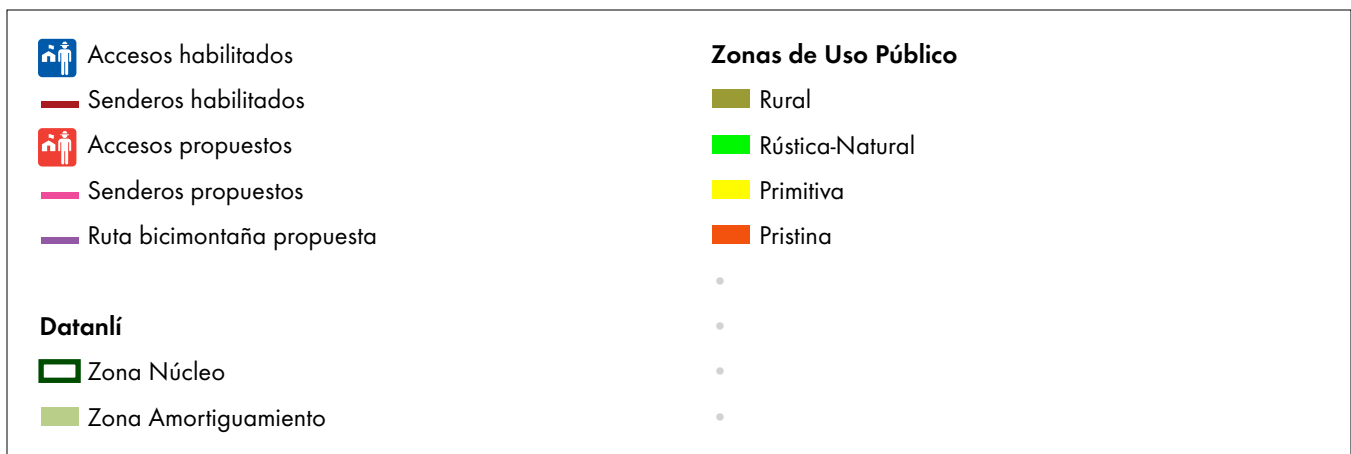 Accesos habilitados
Senderos habilitados
Accesos propuestos
Senderos propuestos
Ruta bicimontaña propuesta
Datanlí
Zona Núcleo
Zona Amortiguamiento
Zonas de Uso Público
Rural
Rústica-Natural
Primitiva
Pristina